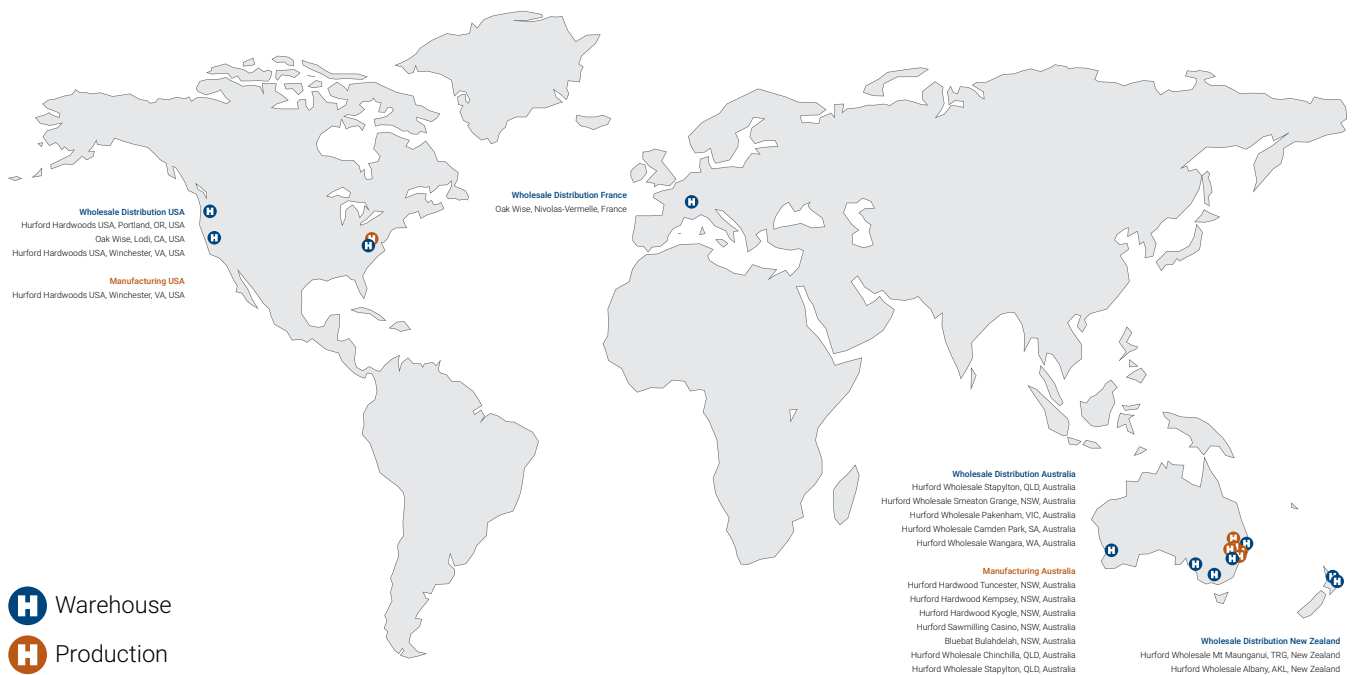 Wholesale Distribution USA
Hurford Hardwoods USA, Portland, OR, USA
Oak Wise, Lodi, CA, USA
Hurford Hardwoods USA, Winchester, VA, USA
Manufacturing USA
Hurford Hardwoods USA, Winchester, VA, USA
Wholesale Distribution France
Oak Wise, Nivolas-Vermelle, France
Wholesale Distribution Australia
Hurford Wholesale Stapylton, QLD, Australia
Hurford Wholesale Smeaton Grange, NSW, Australia
Hurford Wholesale Pakenham, VIC, Australia
Hurford Wholesale Camden Park, SA, Australia
Hurford Wholesale Wangara, WA, Australia
Manufacturing Australia
Hurford Hardwood Tuncester, NSW, Australia
Hurford Hardwood Kempsey, NSW, Australia
Hurford Hardwood Kyogle, NSW, Australia
Hurford Sawmilling Casino, NSW, Australia
Bluebat Bulahdelah, NSW, Australia
Hurford Wholesale Chinchilla, QLD, Australia
Hurford Wholesale Stapylton, QLD, Australia
Wholesale Distribution New Zealand
Hurford Wholesale Mt Maunganui, TRG, New Zealand
Hurford Wholesale Albany, AKL, New Zealand
H Warehouse
H Production